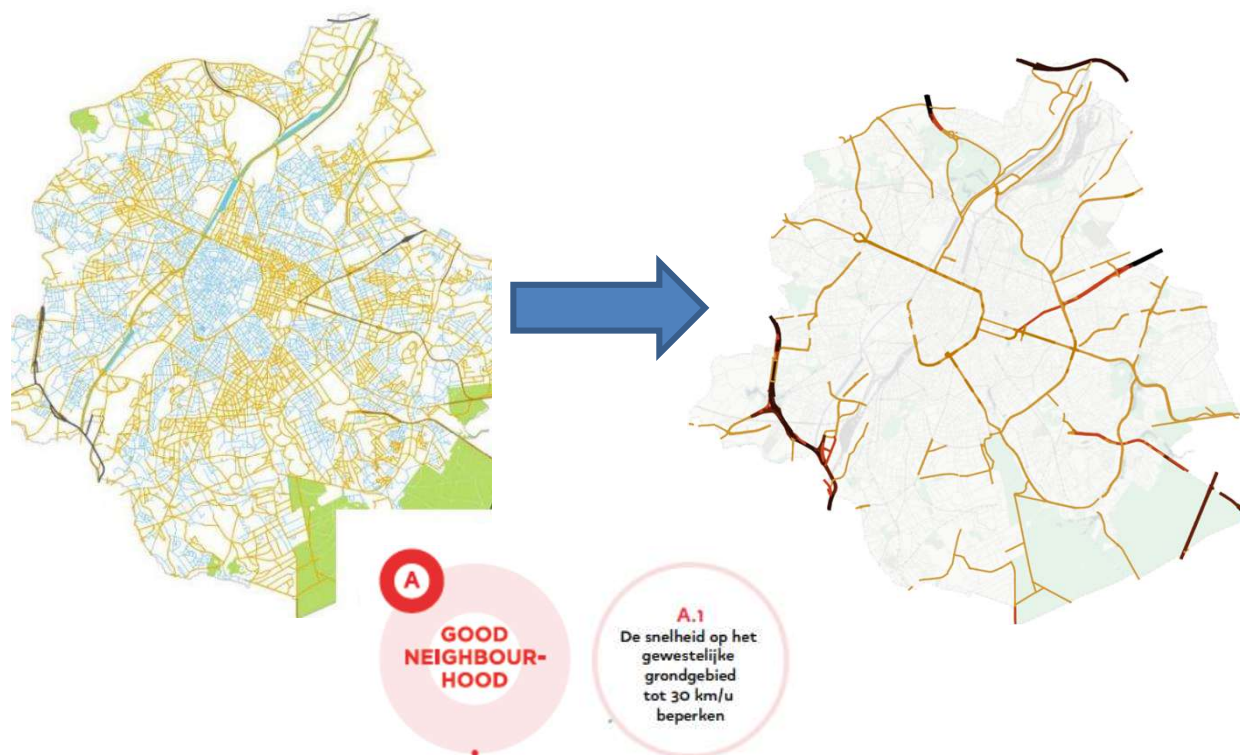 A
GOOD
NEIGHBOUR-
HOOD
A.1
De snelheid op het
gewestelijke
grondgebied
tot 30 km/u
beperken